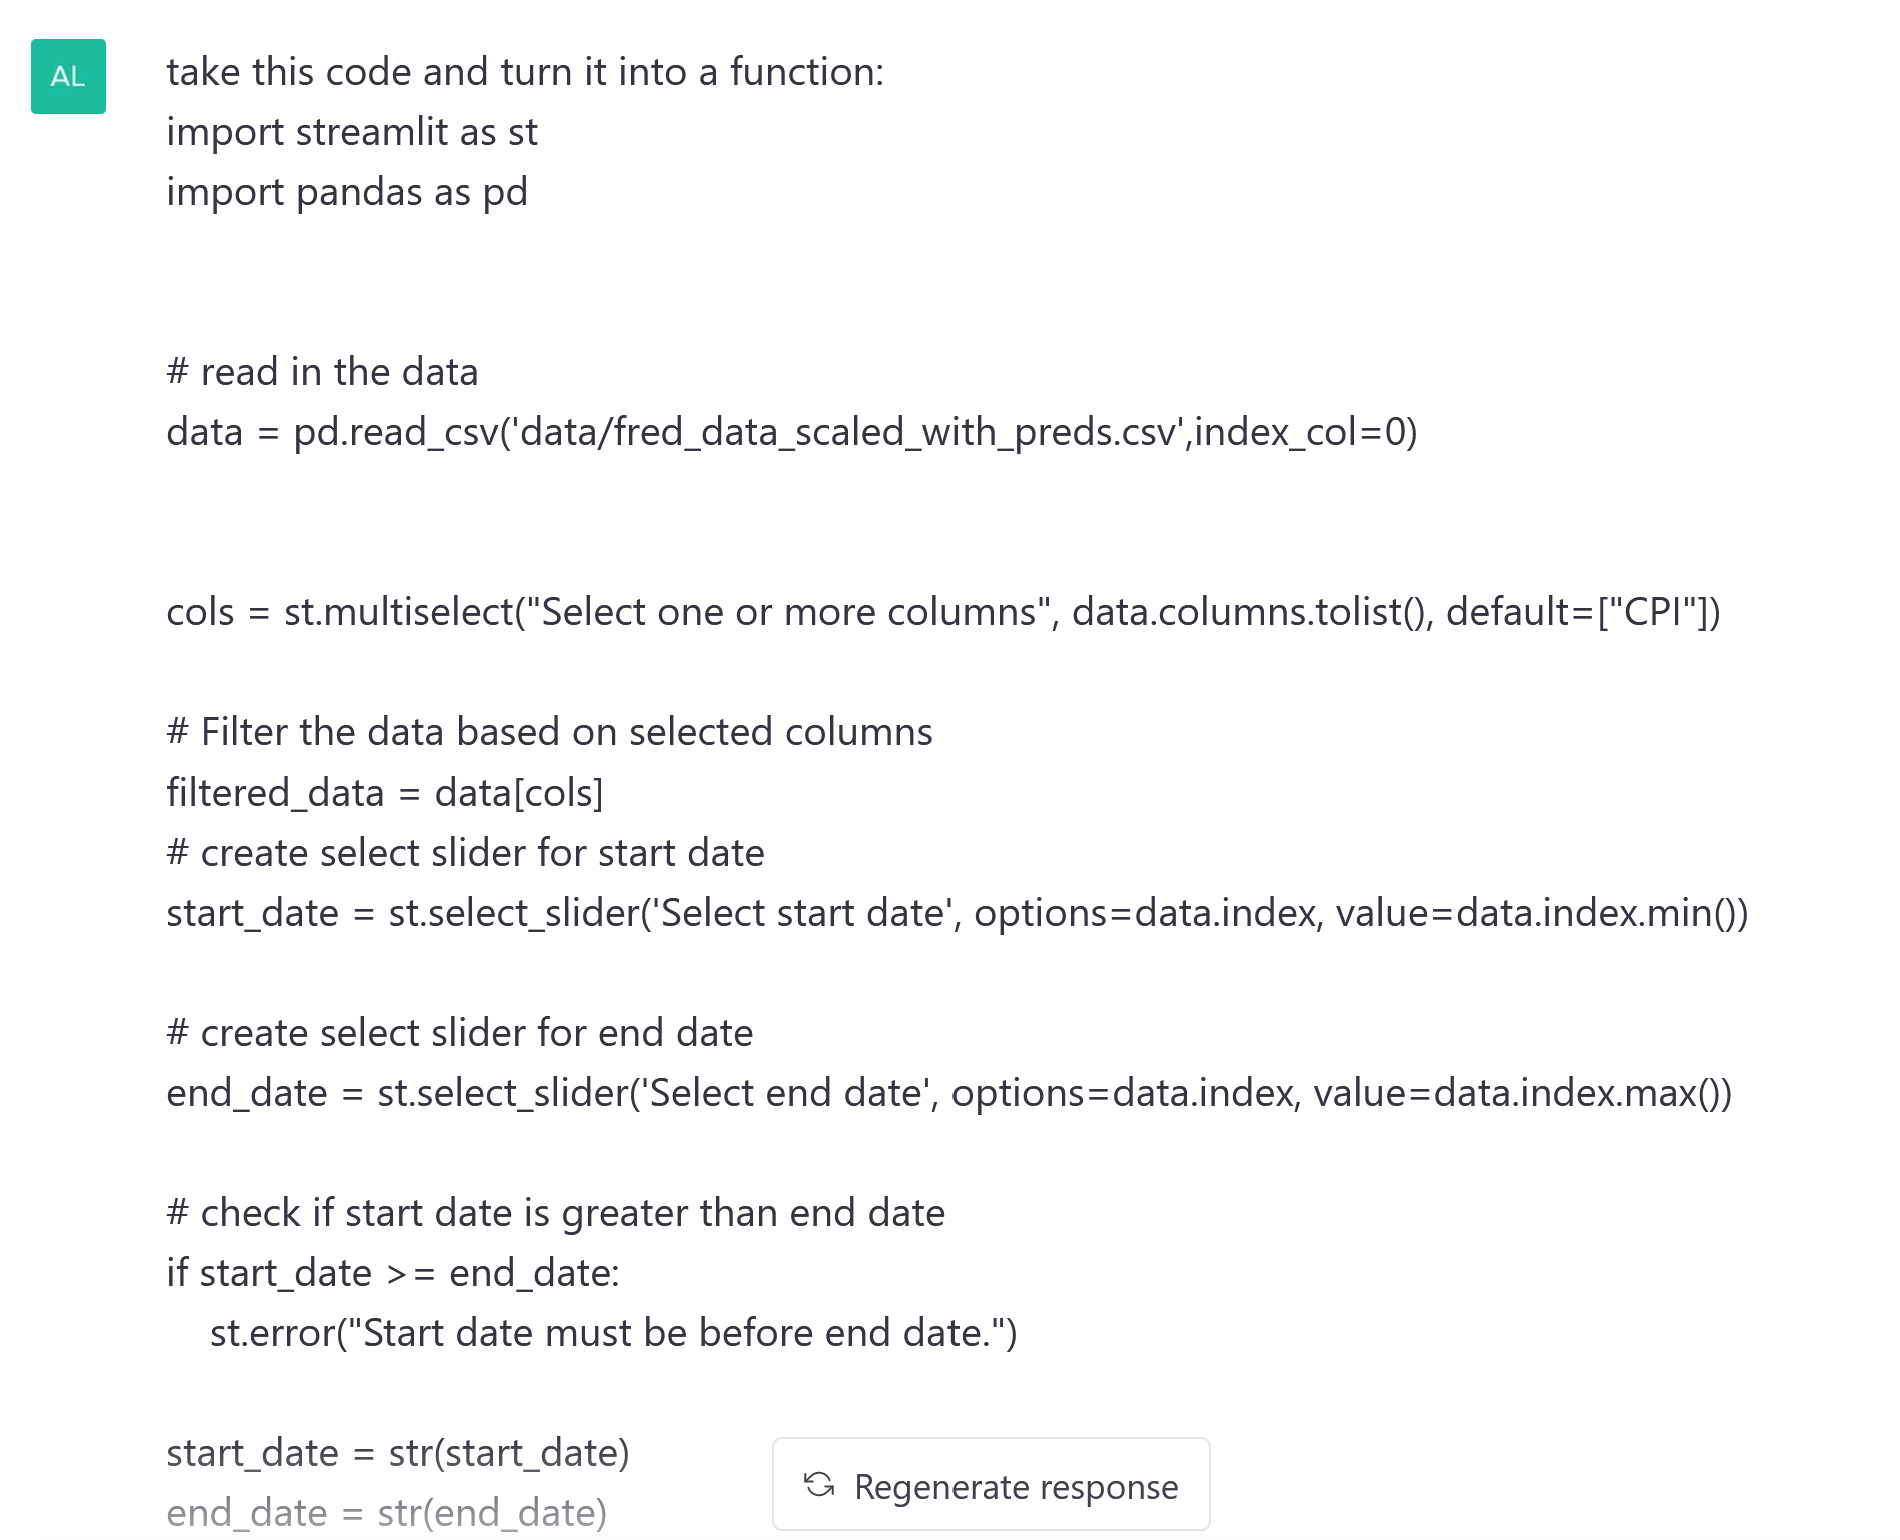 AL
take this code and turn it into a function:
import streamlit as st
import pandas as pd
# read in the data
data = pd.read_csv('data/fred_data_scaled_with_preds.csv',index_col=0)
cols = st.multiselect("Select one or more columns", data.columns.tolist(), default=["CPI"])
# Filter the data based on selected columns
filtered_data = data[cols]
# create select slider for start date
start_date = st.select_slider('Select start date', options=data.index, value=data.index.min())
# create select slider for end date
end_date = st.select_slider('Select end date', options=data.index, value=data.index.max())
# check if start date is greater than end date
if start_date >= end_date:
    st.error("Start date must be before end date.")
start_date = str(start_date)
end_date = str(end_date)
Regenerate response